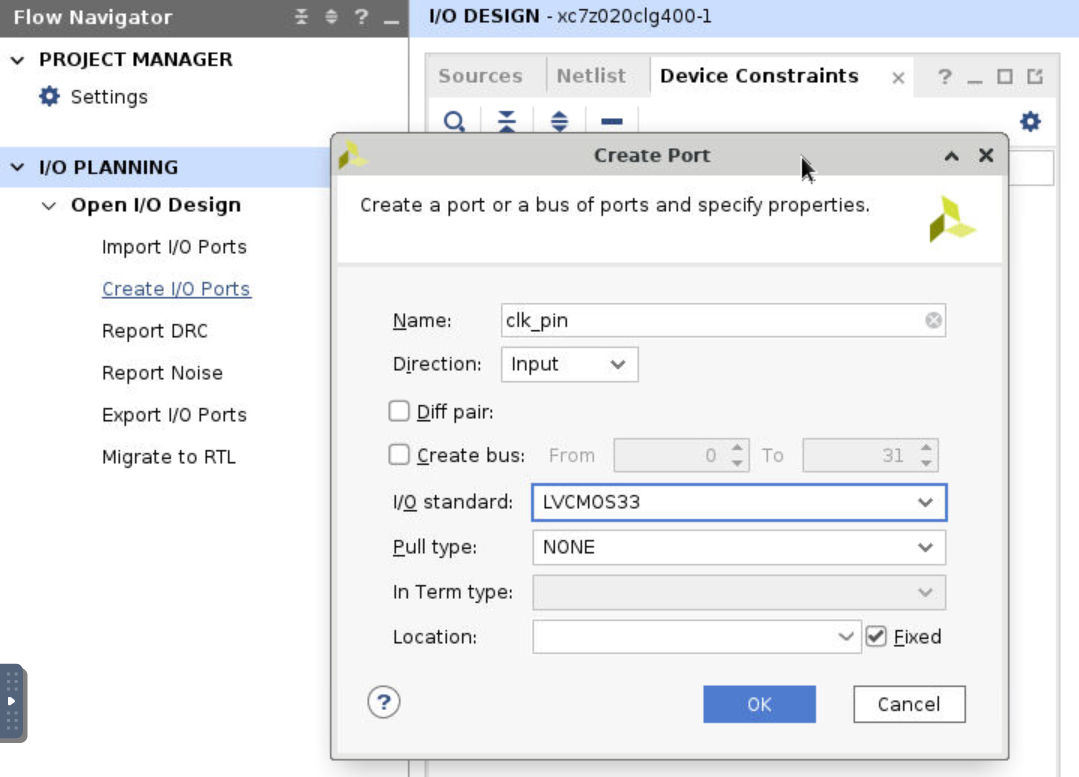 Flow Navigator
?
PROJECT MANAGER
Settings
I/O PLANNING
Open I/O Design
Import I/O Ports
Create I/O Ports
Report DRC
Report Noise
Export I/O Ports
Migrate to RTL
I/O DESIGN - xc7z020clg400-1
Sources Netlist Device Constraints ?
Create Port
Create a port or a bus of ports and specify properties.
Name: clk_pin
Direction: Input
Diff pair:
Create bus: From 0 To 31
I/O standard: LVCMOS33
Pull type: NONE
In Term type:
Location: Fixed
? OK Cancel